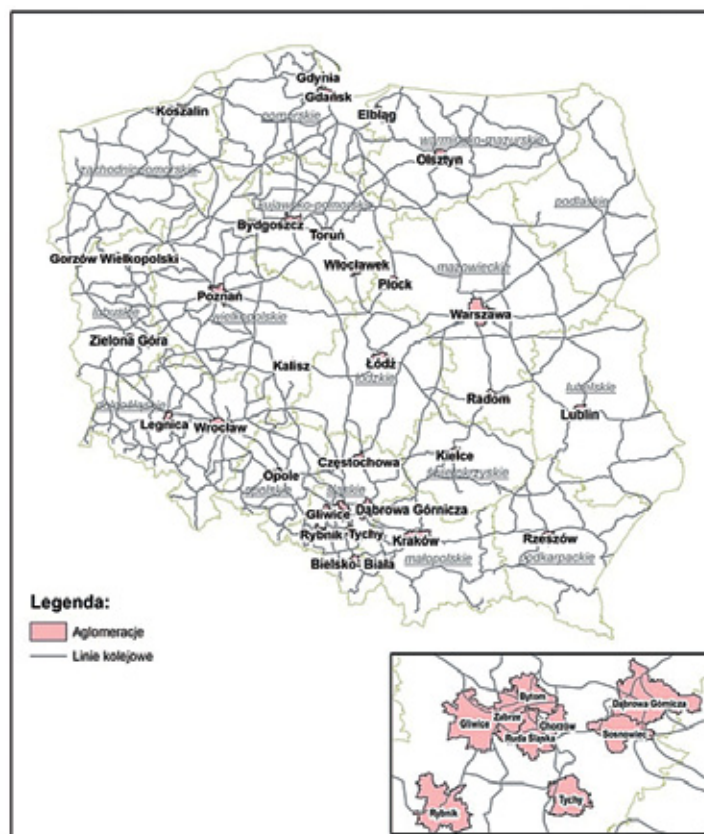 Gdynia
Gdańsk
Koszalin
pomorskie
Elbląg
warmińsko-mazurskie
Olsztyn
zachodniopomorskie
podlaskie
kujawsko-pomorskie
Bydgoszcz
Toruń
Gorzów Wielkopolski
Włocławek
mazowieckie
Płock
Poznań
lubuskie
wielkopolskie
Warszawa
Zielona Góra
Kalisz
Łódź
łódzkie
lubelskie
Radom
dolnośląskie
Lublin
Legnica
Wrocław
Częstochowa
Kielce
Opole
świętokrzyskie
opolskie
śląskie
Gliwice
Dąbrowa Górnicza
Rybnik
Tychy
Kraków
Rzeszów
Bielsko- Biała
małopolskie
podkarpackie
Legenda:
Aglomeracje
Linie kolejowe
Bytom
Dąbrowa Górnicza
Gliwice
Zabrze
Chorzów
Ruda Śląska
Sosnowiec
Tychy
Rybnik